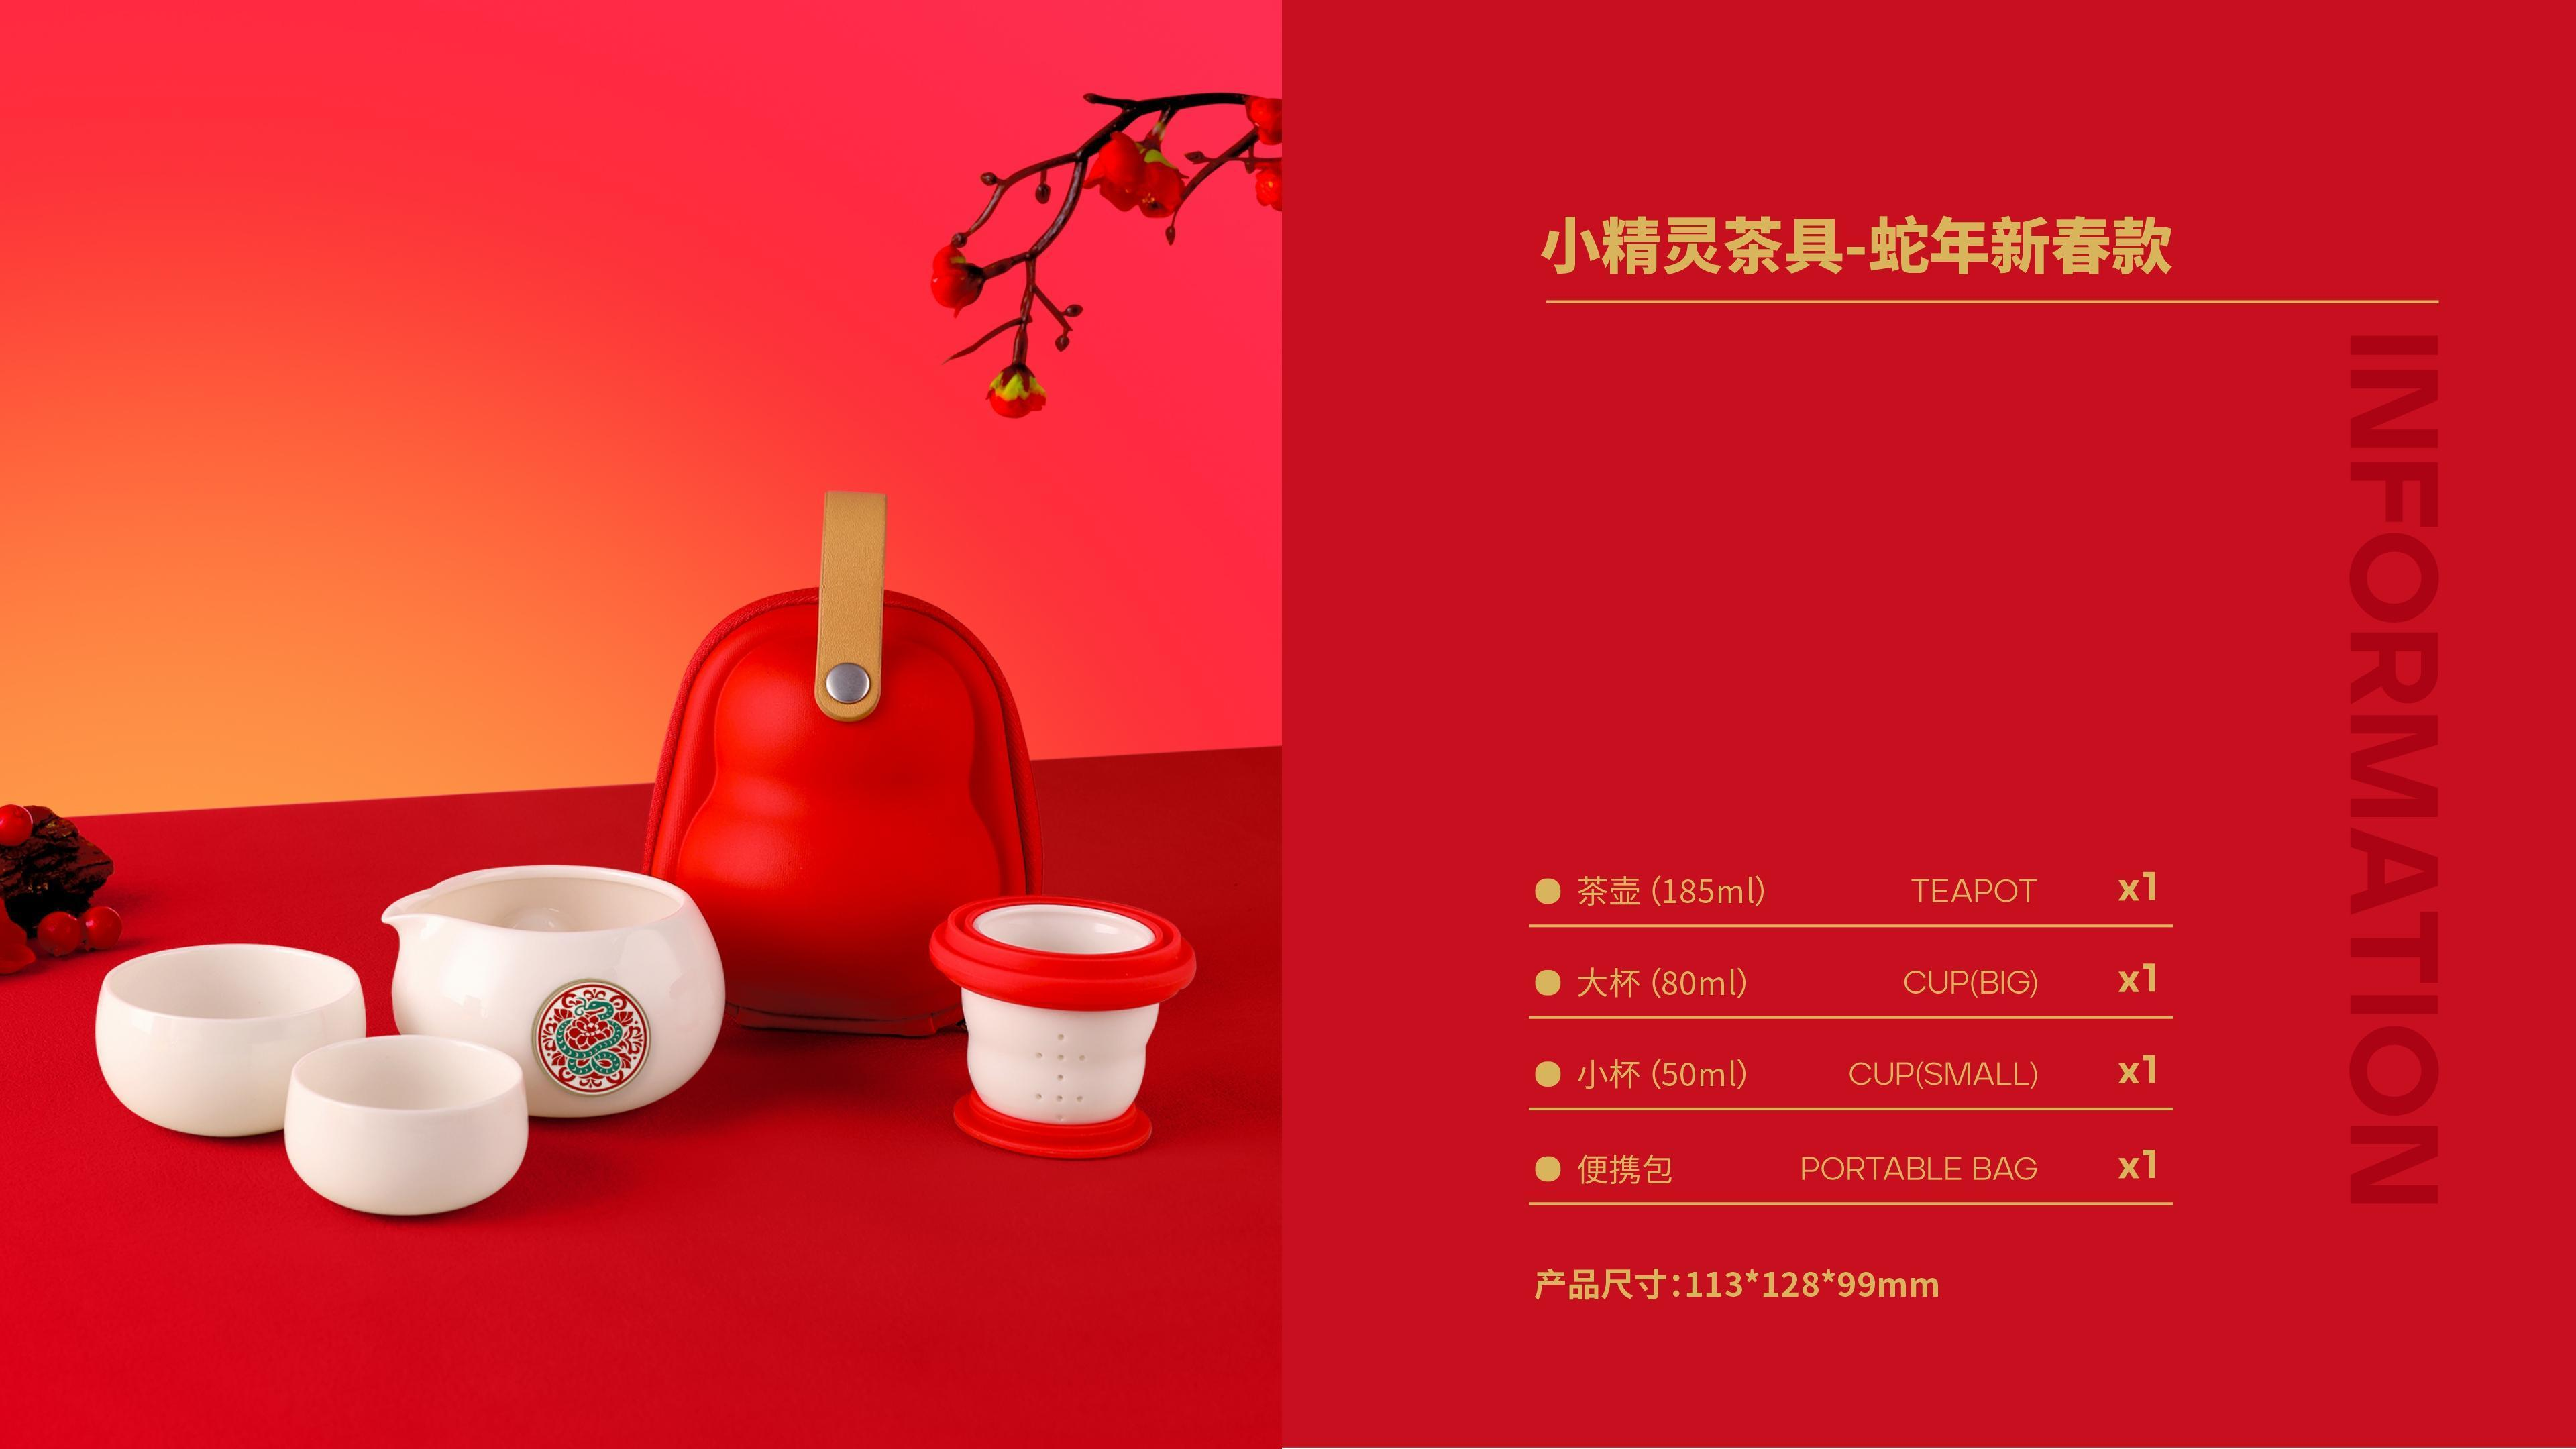 小精灵茶具-蛇年新春款
INFORMATION
茶壶（185ml） TEAPOT x1
大杯（80ml） CUP(BIG) x1
小杯（50ml） CUP(SMALL) x1
便携包 PORTABLE BAG x1
产品尺寸：113*128*99mm